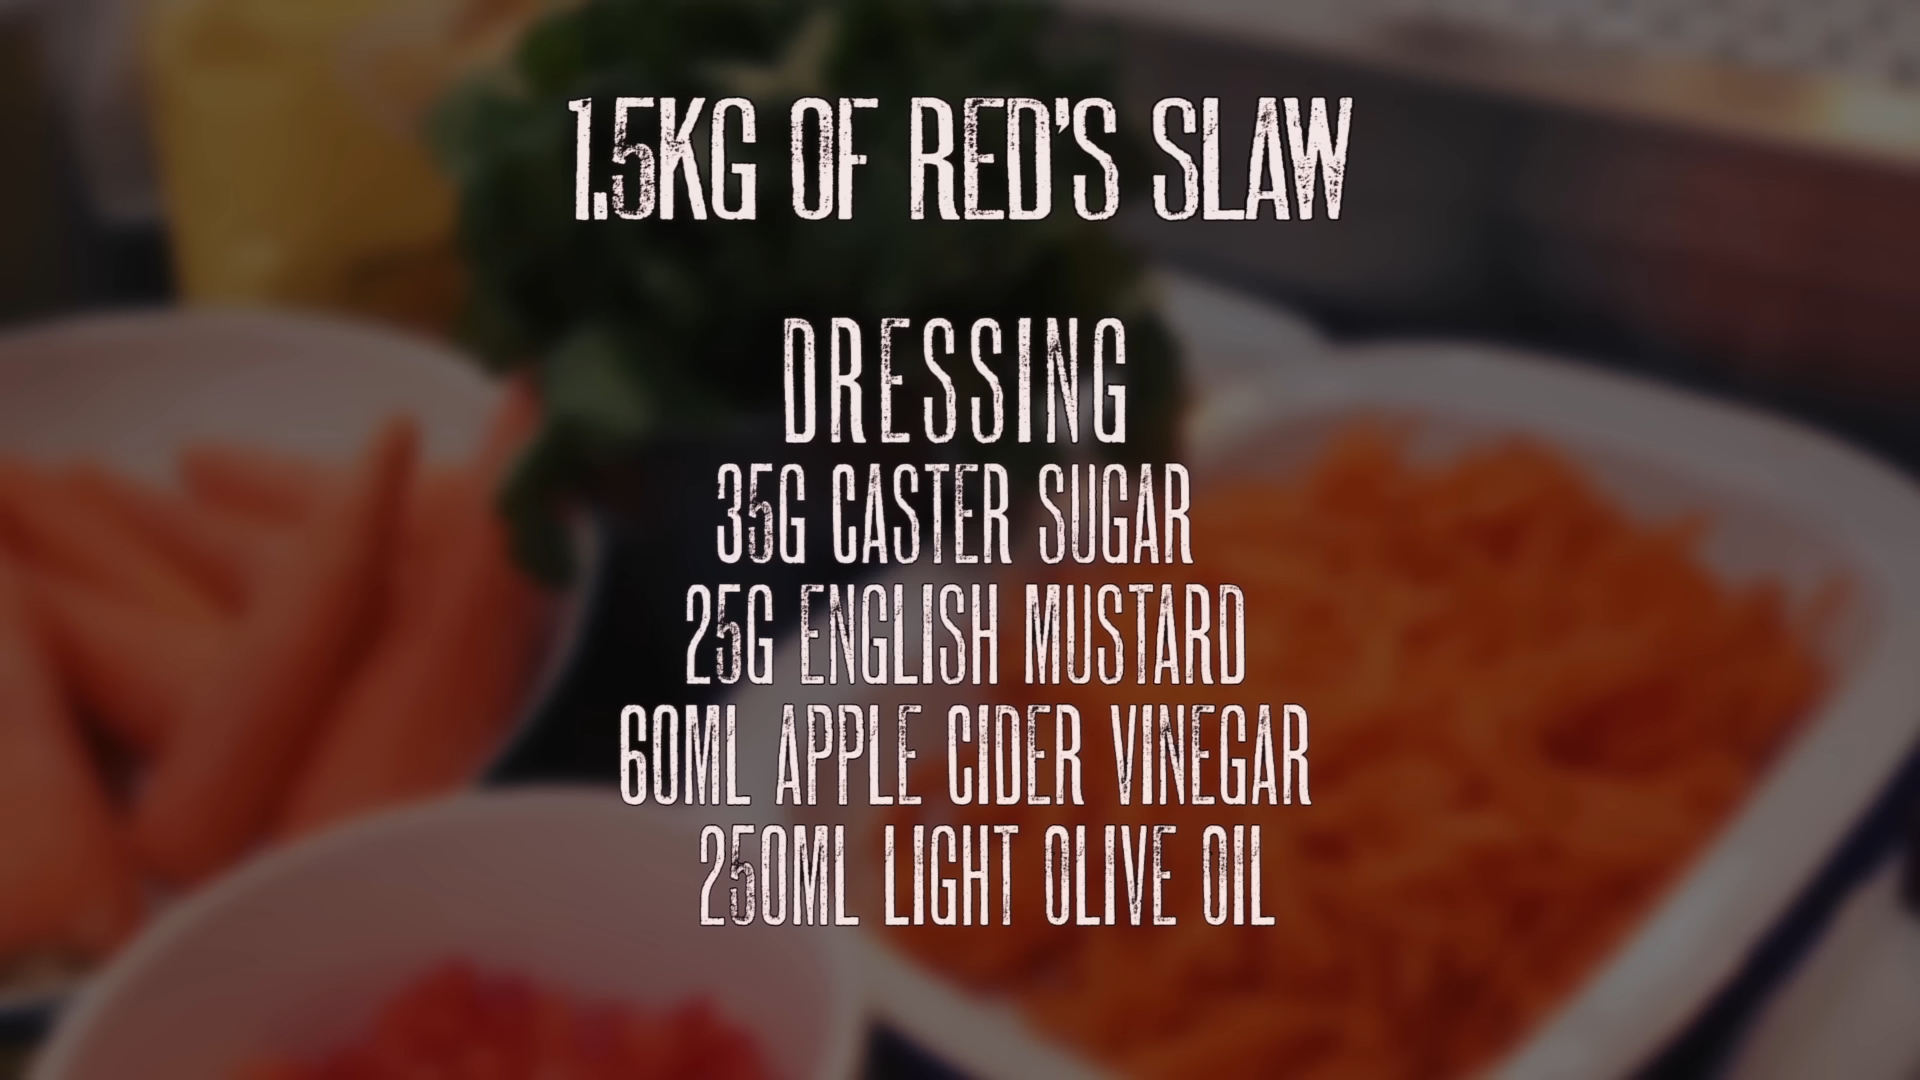 1.5KG OF RED'S SLAW
DRESSING
35G CASTER SUGAR
25G ENGLISH MUSTARD
60ML APPLE CIDER VINEGAR
250ML LIGHT OLIVE OIL